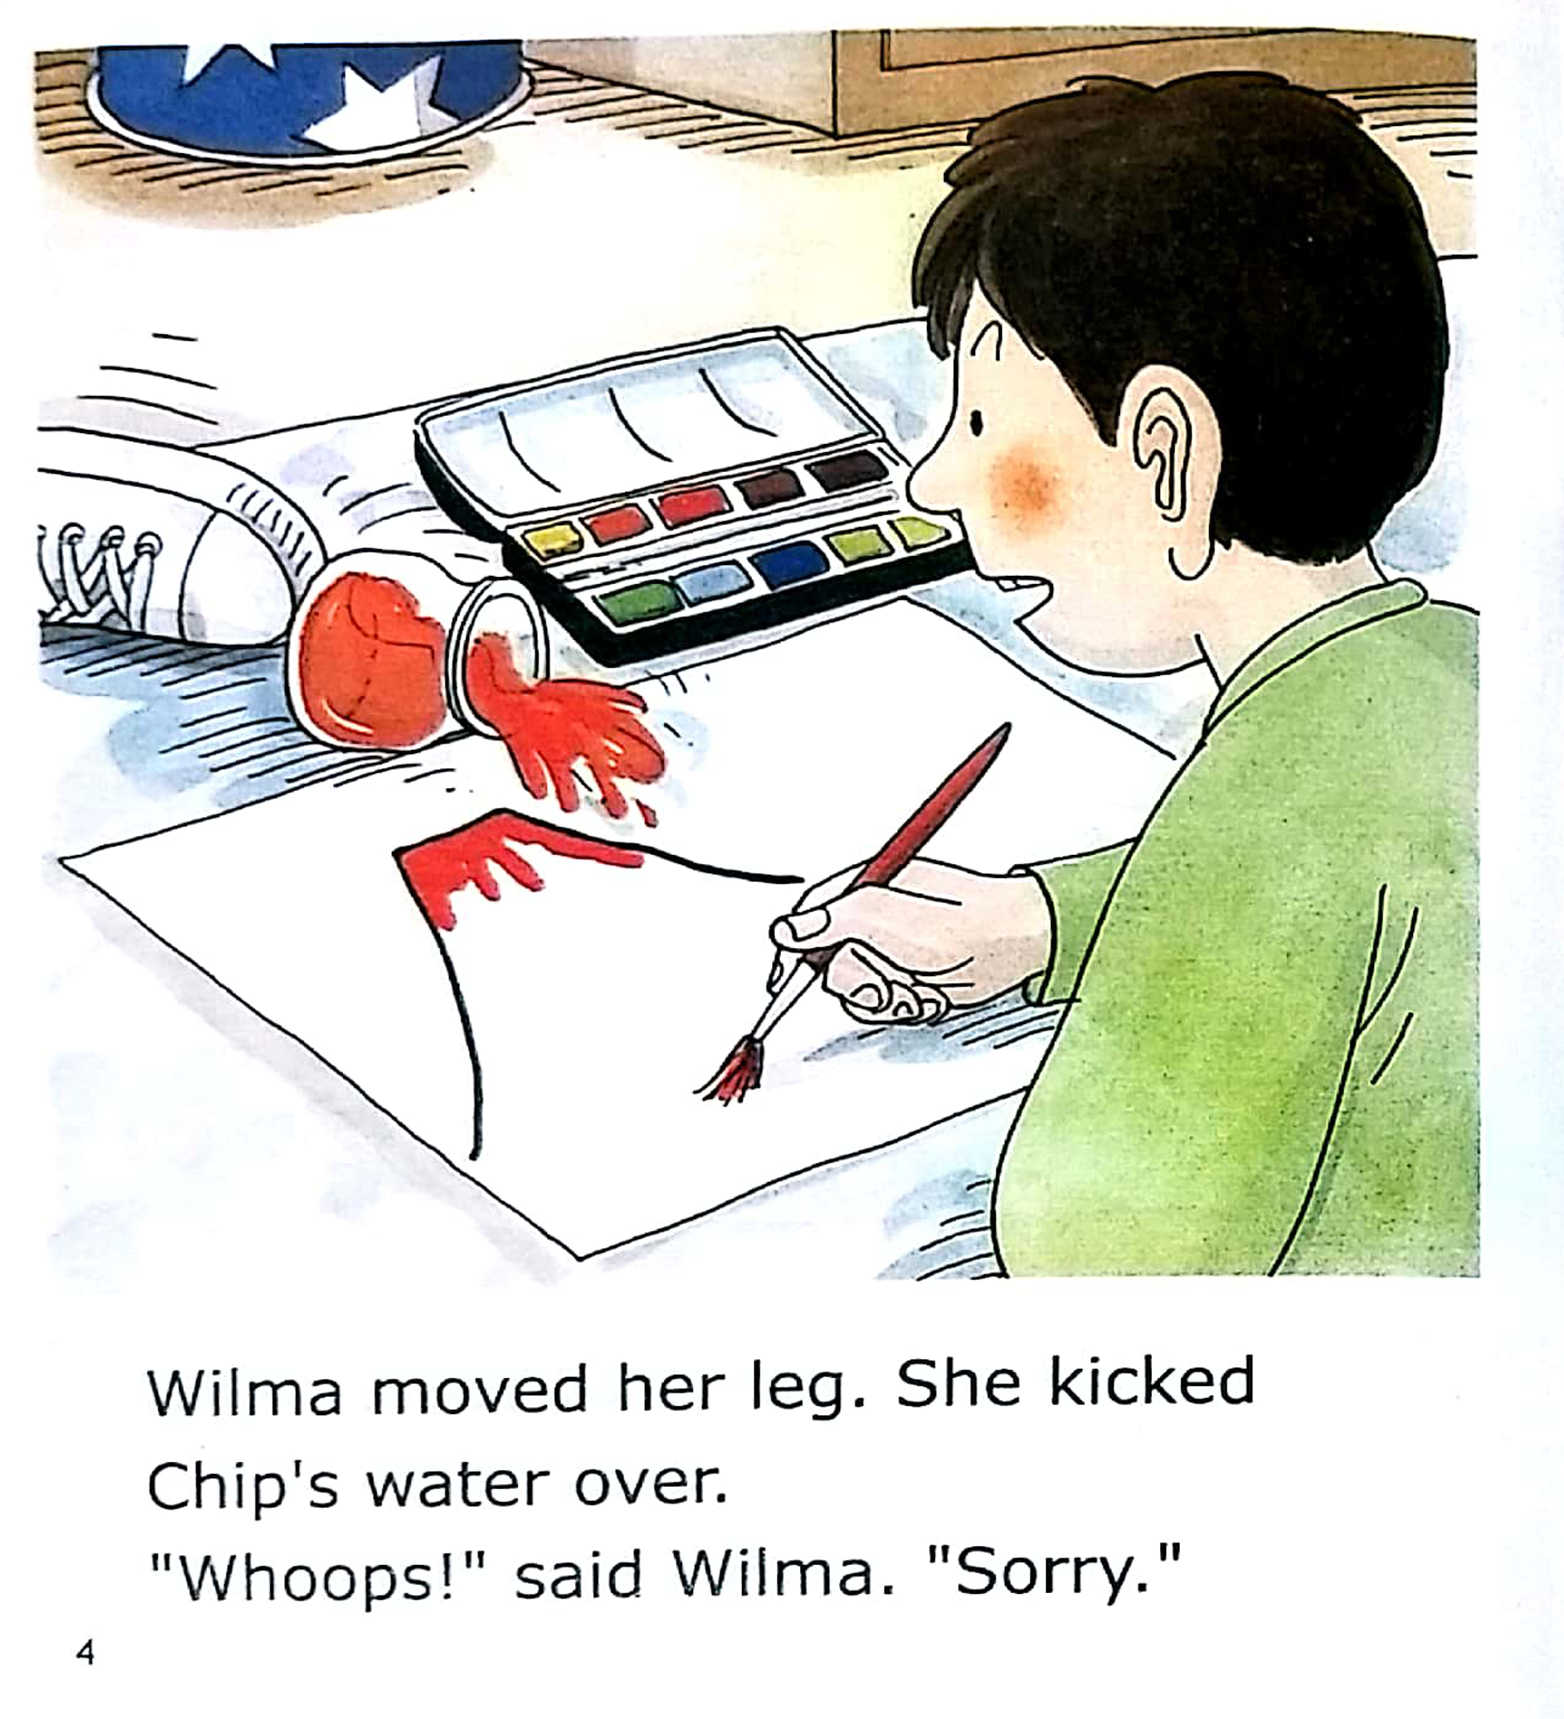 Wilma moved her leg. She kicked
Chip's water over.
"Whoops!" said Wilma. "Sorry."
4